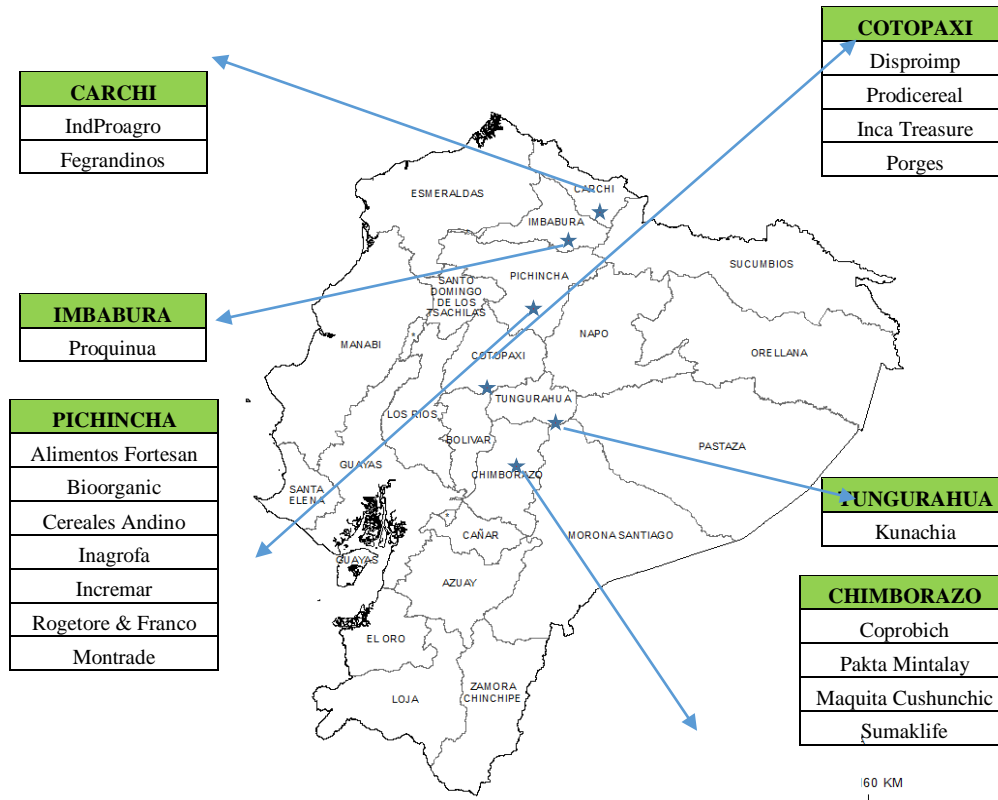 COTOPAXI
Disproimp
Prodicereal
Inca Treasure
Porges
CARCHI
IndProagro
Fegrandinos
IMBABURA
Proquinua
PICHINCHA
Alimentos Fortesan
Bioorganic
Cereales Andino
Inagrofa
Incremar
Rogetore & Franco
Montrade
TUNGURAHUA
Kunachia
CHIMBORAZO
Coprobich
Pakta Mintalay
Maquita Cushunchic
Sumaklife
ESMERALDAS
CARCHI
IMBABURA
SUCUMBIOS
PICHINCHA
SANTO
DOMINGO
DE LOS
TSACHILAS
NAPO
MANABI
ORELLANA
COTOPAXI
TUNGURAHUA
LOS RIOS
BOLIVAR
PASTAZA
GUAYAS
CHIMBORAZO
SANTA
ELENA
*
CAÑAR
MORONA SANTIAGO
GUAYAS
AZUAY
EL ORO
ZAMORA
CHINCHIPE
LOJA
60 KM